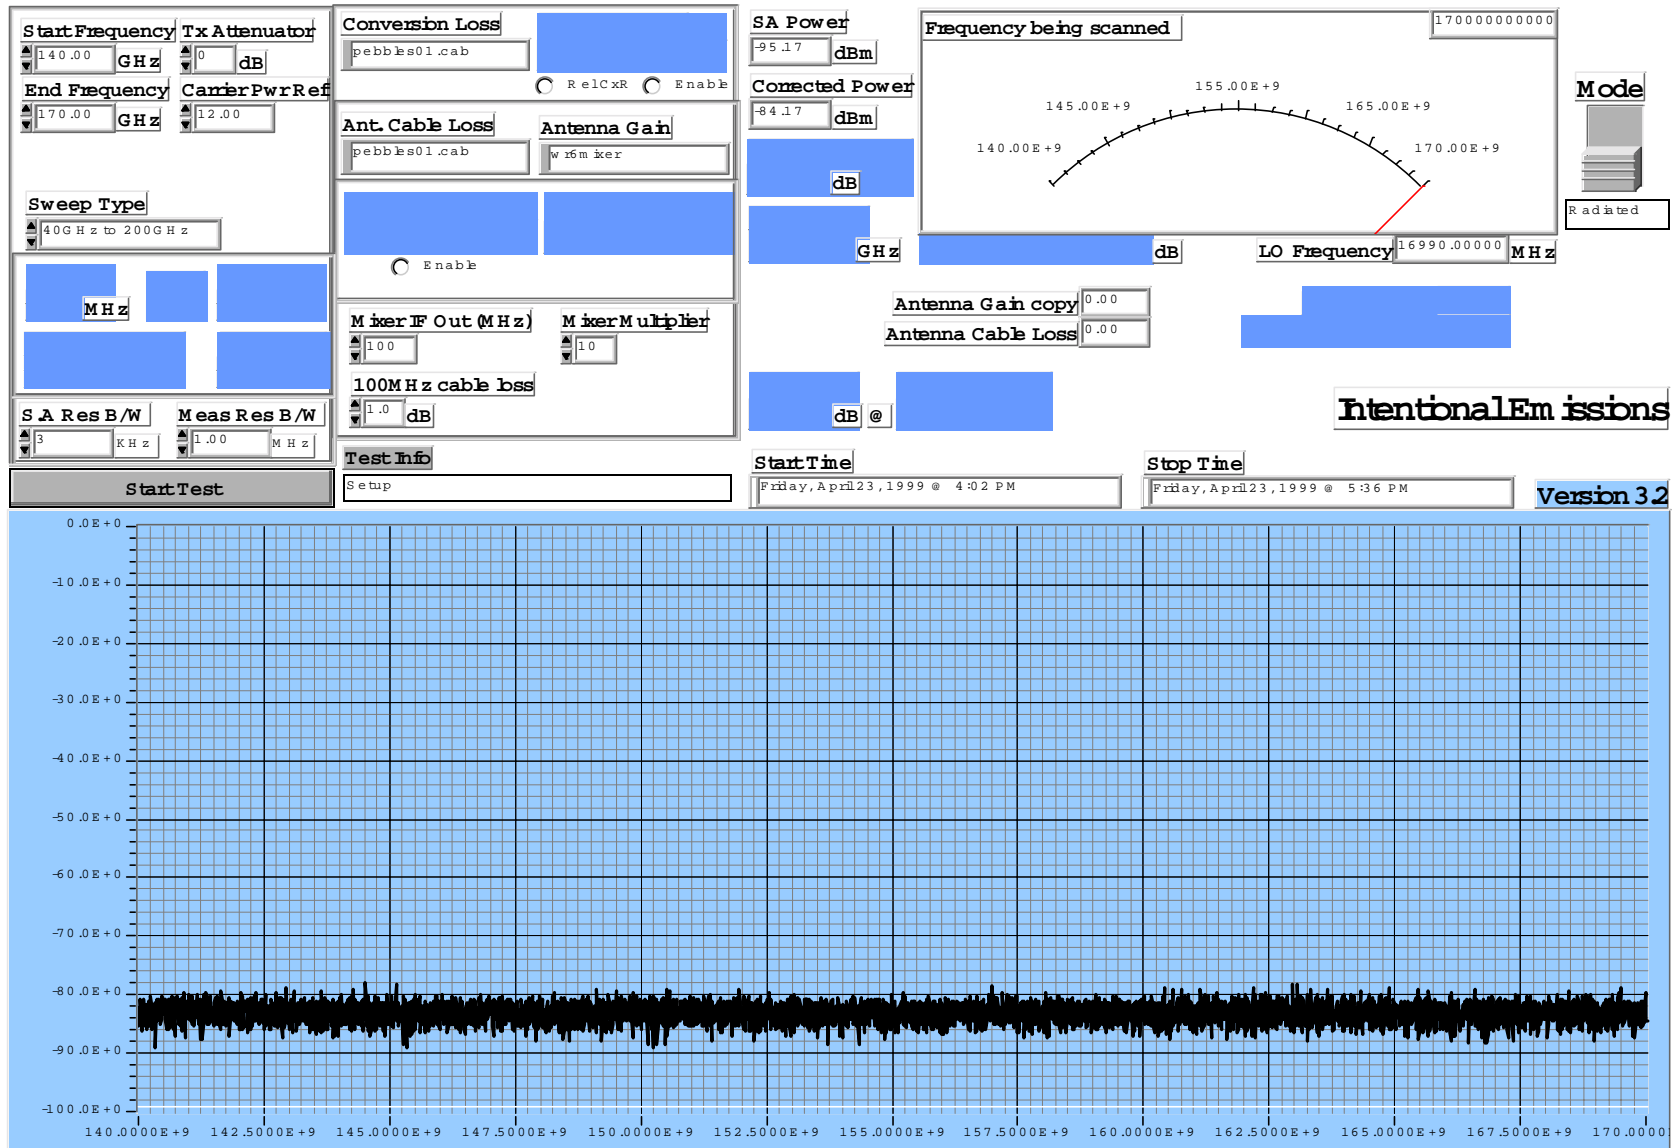 Start Frequency
140.00 GHz
Tx Attenuator
0 dB
End Frequency
170.00 GHz
Carrier Pwr Ref
12.00
Sweep Type
40GHz to 200GHz
MHz
S.A Res B/W
3 KHz
Meas Res B/W
1.00 MHz
Start Test
Conversion Loss
pebbles01.cab
RelCxR
Enable
Ant. Cable Loss
pebbles01.cab
Antenna Gain
wr6mixer
Enable
Mixer IF Out (MHz)
100
Mixer Multiplier
10
100MHz cable loss
1.0 dB
Test Info
Setup
SA Power
-95.17 dBm
Corrected Power
-84.17 dBm
dB
GHz
Frequency being scanned
170000000000
140.00E+9
145.00E+9
155.00E+9
165.00E+9
170.00E+9
Mode
Radiated
dB
LO Frequency 16990.00000 MHz
Antenna Gain copy 0.00
Antenna Cable Loss 0.00
dB @
Intentional Emissions
Start Time
Friday, April 23, 1999 @ 4:02 PM
Stop Time
Friday, April 23, 1999 @ 5:36 PM
Version 3.2
0.0E+0
-10.0E+0
-20.0E+0
-30.0E+0
-40.0E+0
-50.0E+0
-60.0E+0
-70.0E+0
-80.0E+0
-90.0E+0
-100.0E+0
140.0000E+9 142.5000E+9 145.0000E+9 147.5000E+9 150.0000E+9 152.5000E+9 155.0000E+9 157.5000E+9 160.0000E+9 162.5000E+9 165.0000E+9 167.5000E+9 170.0000